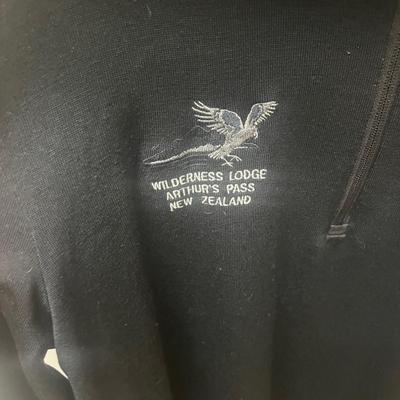 WILDERNESS LODGE
ARTHUR'S PASS
NEW ZEALAND